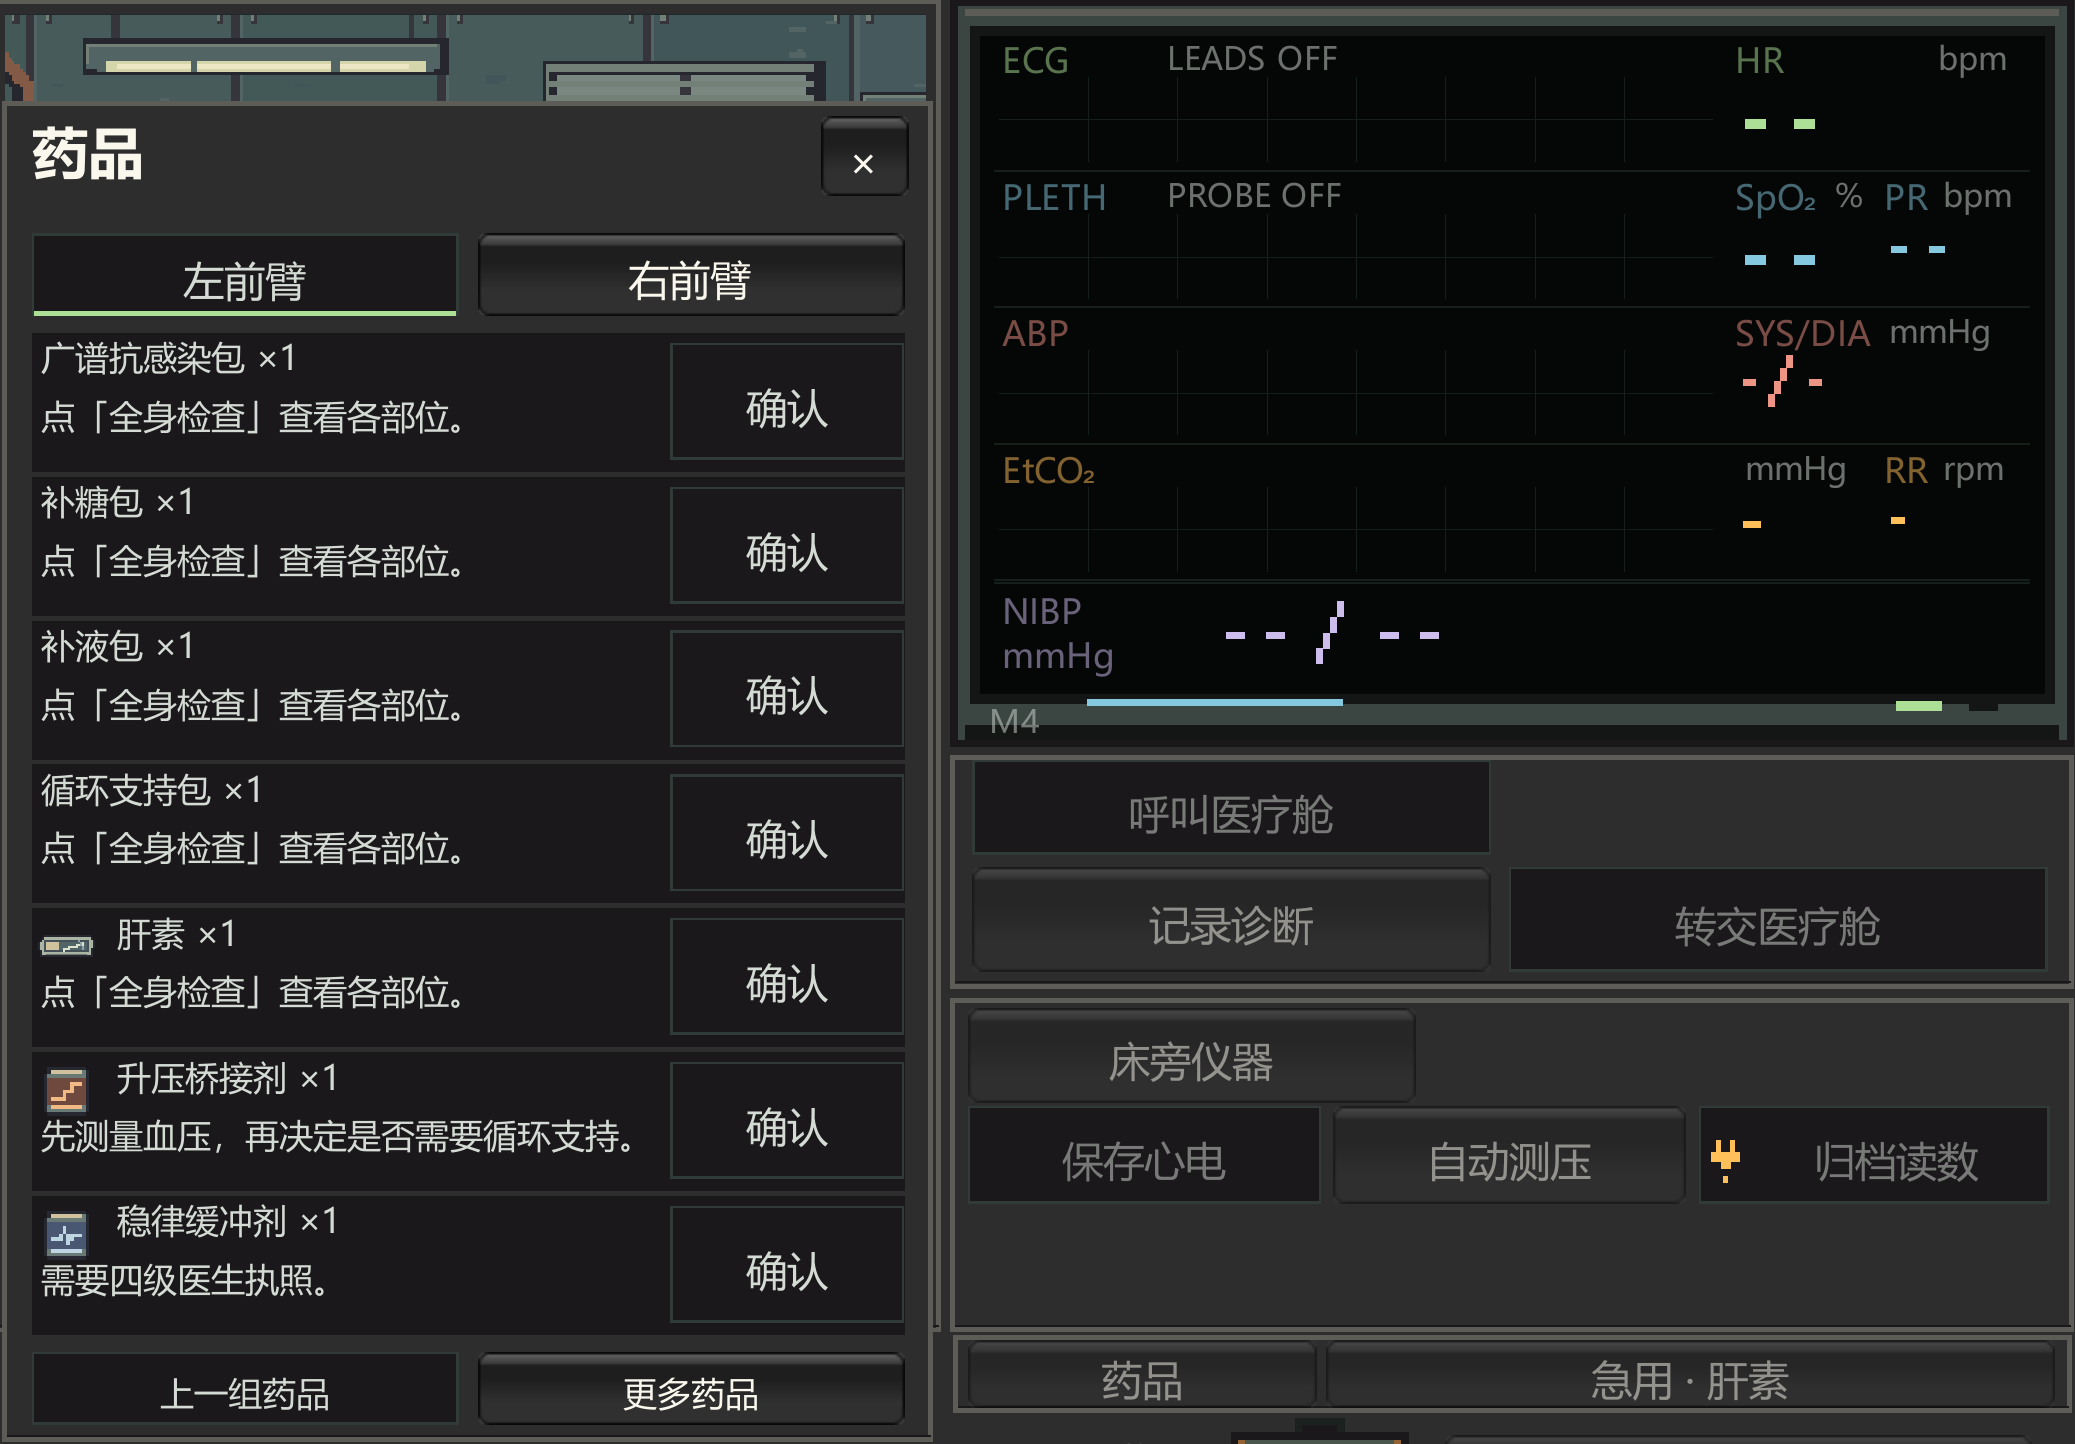 药品
×
左前臂
右前臂
广谱抗感染包 ×1
点「全身检查」查看各部位。
确认
补糖包 ×1
点「全身检查」查看各部位。
确认
补液包 ×1
点「全身检查」查看各部位。
确认
循环支持包 ×1
点「全身检查」查看各部位。
确认
肝素 ×1
点「全身检查」查看各部位。
确认
升压桥接剂 ×1
先测量血压，再决定是否需要循环支持。
确认
稳律缓冲剂 ×1
需要四级医生执照。
确认
上一组药品
更多药品
ECG LEADS OFF HR bpm
-- 
PLETH PROBE OFF SpO₂ % PR bpm
-- --
ABP SYS/DIA mmHg
-/-
EtCO₂ mmHg RR rpm
- -
NIBP
mmHg
--/--
M4
呼叫医疗舱
记录诊断
转交医疗舱
床旁仪器
保存心电
自动测压
归档读数
药品
急用 · 肝素